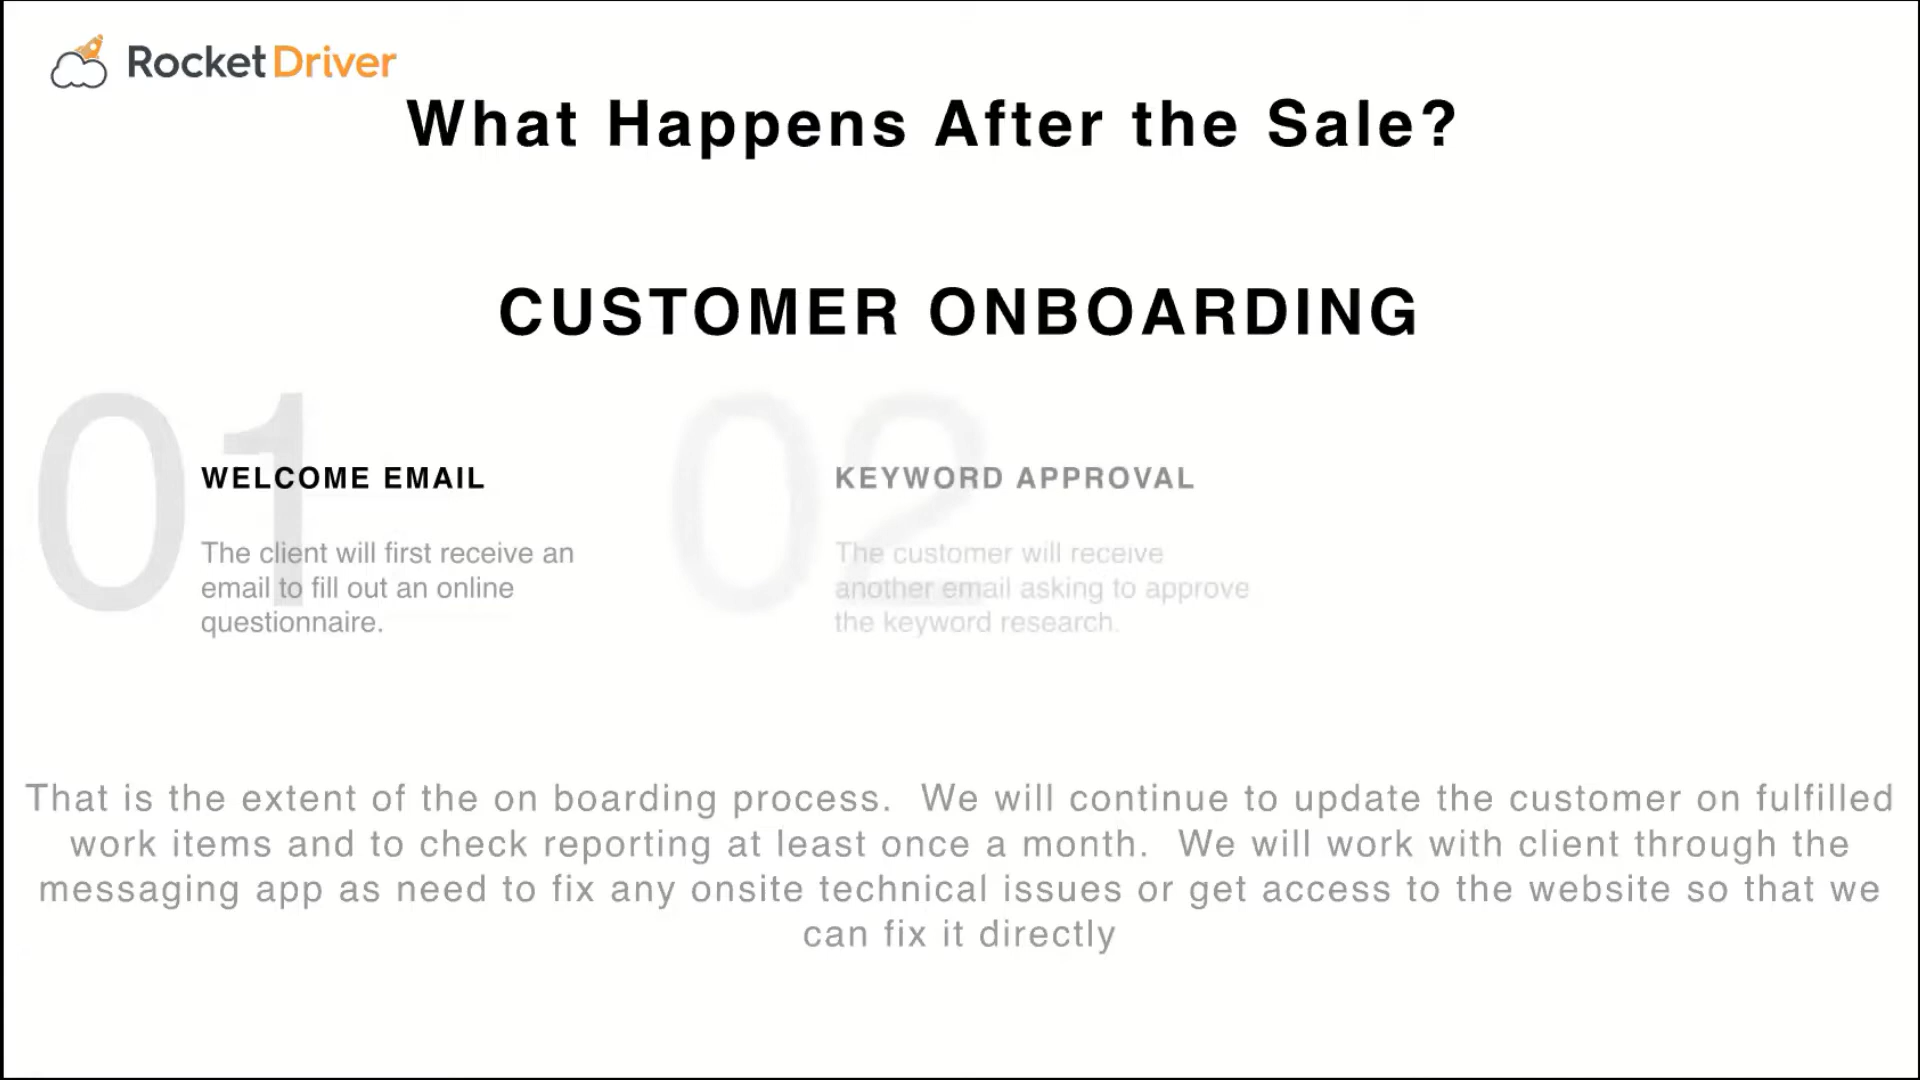 RocketDriver
What Happens After the Sale?
CUSTOMER ONBOARDING
01
WELCOME EMAIL
The client will first receive an
email to fill out an online
questionnaire.
02
KEYWORD APPROVAL
The customer will receive
another email asking to approve
the keyword research.
That is the extent of the on boarding process.  We will continue to update the customer on fulfilled
work items and to check reporting at least once a month.  We will work with client through the
messaging app as need to fix any onsite technical issues or get access to the website so that we
can fix it directly